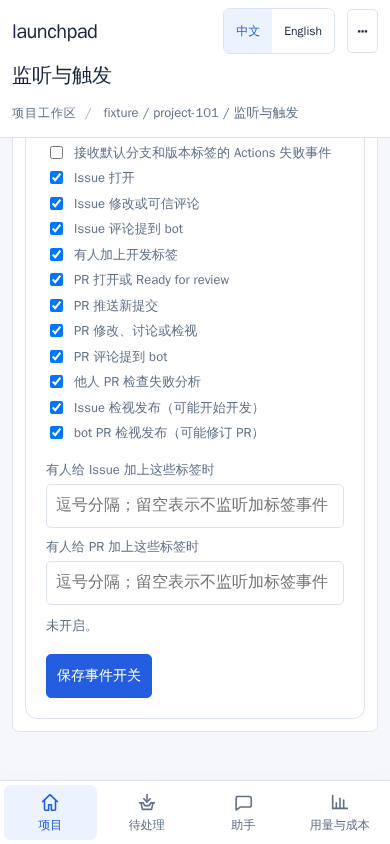 launchpad
中文 English
监听与触发
项目工作区 / fixture / project-101 / 监听与触发
接收默认分支和版本标签的 Actions 失败事件
Issue 打开
Issue 修改或可信评论
Issue 评论提到 bot
有人加上开发标签
PR 打开或 Ready for review
PR 推送新提交
PR 修改、讨论或检视
PR 评论提到 bot
他人 PR 检查失败分析
Issue 检视发布（可能开始开发）
bot PR 检视发布（可能修订 PR）
有人给 Issue 加上这些标签时
逗号分隔；留空表示不监听加标签事件
有人给 PR 加上这些标签时
逗号分隔；留空表示不监听加标签事件
未开启。
保存事件开关
项目 待处理 助手 用量与成本